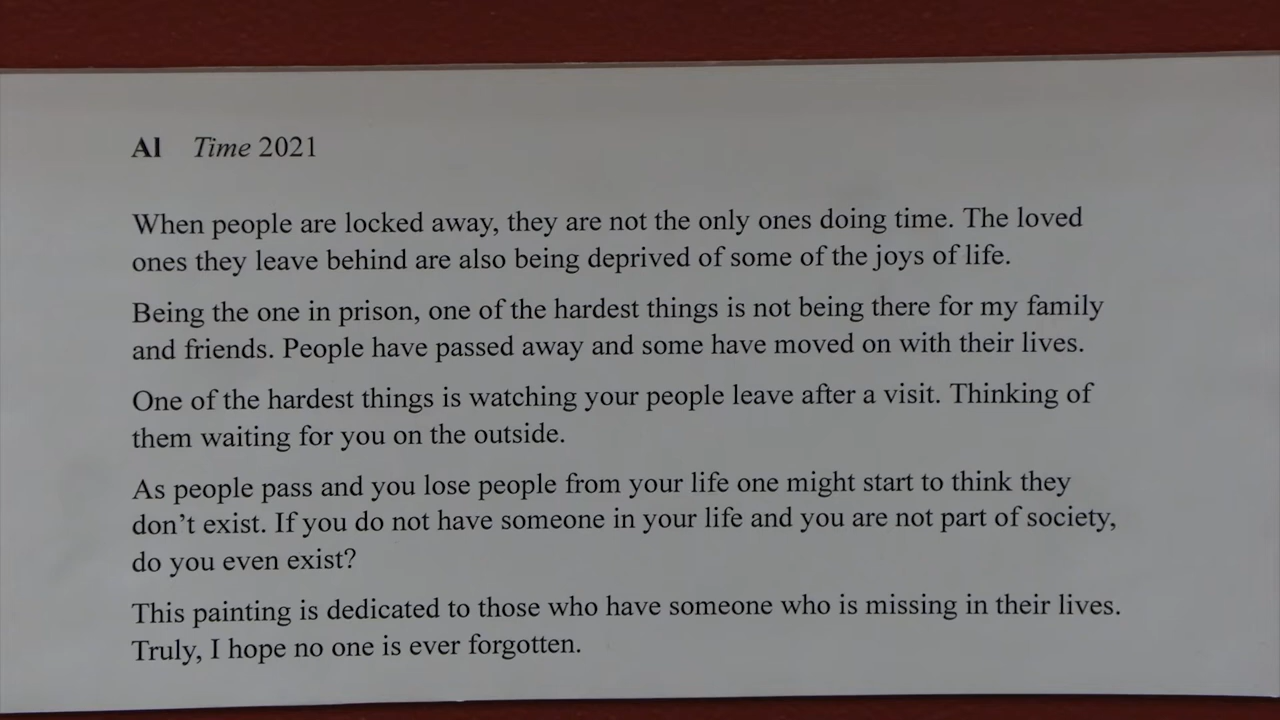 Al Time 2021
When people are locked away, they are not the only ones doing time. The loved
ones they leave behind are also being deprived of some of the joys of life.
Being the one in prison, one of the hardest things is not being there for my family
and friends. People have passed away and some have moved on with their lives.
One of the hardest things is watching your people leave after a visit. Thinking of
them waiting for you on the outside.
As people pass and you lose people from your life one might start to think they
don’t exist. If you do not have someone in your life and you are not part of society,
do you even exist?
This painting is dedicated to those who have someone who is missing in their lives.
Truly, I hope no one is ever forgotten.